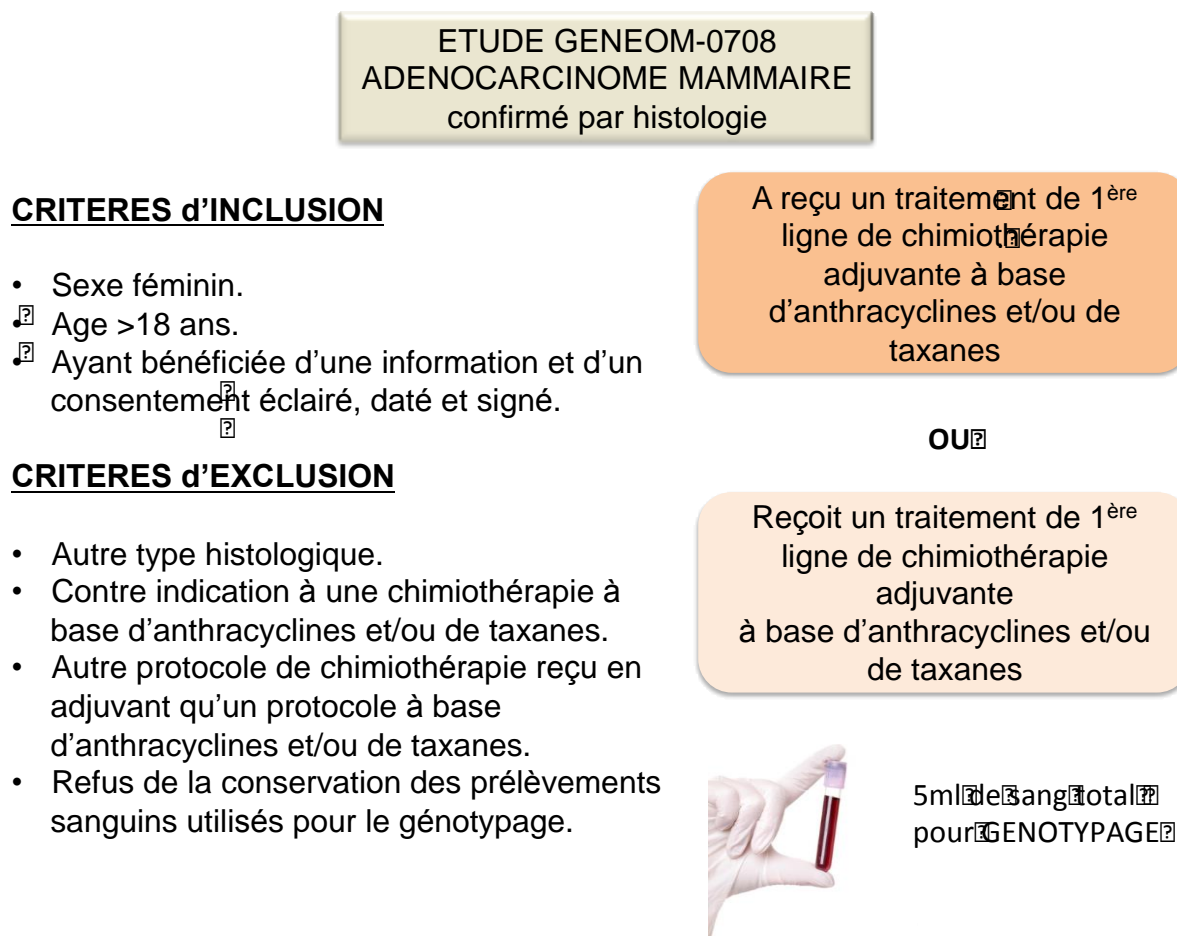 ETUDE GENEOM-0708
ADENOCARCINOME MAMMAIRE
confirmé par histologie
CRITERES d'INCLUSION
• Sexe féminin.
• Age >18 ans.
• Ayant bénéficiée d'une information et d'un
consentement éclairé, daté et signé.
CRITERES d'EXCLUSION
• Autre type histologique.
• Contre indication à une chimiothérapie à
base d'anthracyclines et/ou de taxanes.
• Autre protocole de chimiothérapie reçu en
adjuvant qu'un protocole à base
d'anthracyclines et/ou de taxanes.
• Refus de la conservation des prélèvements
sanguins utilisés pour le génotypage.
A reçu un traitement de 1ère
ligne de chimiothérapie
adjuvante à base
d'anthracyclines et/ou de
taxanes
OU
Reçoit un traitement de 1ère
ligne de chimiothérapie
adjuvante
à base d'anthracyclines et/ou
de taxanes
5ml de sang total
pour GENOTYPAGE